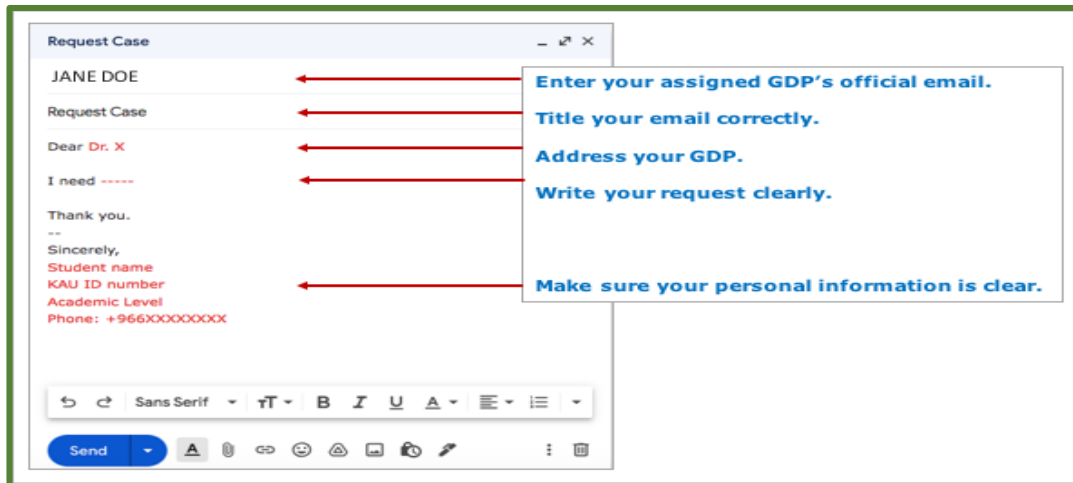 Request Case
JANE DOE
Enter your assigned GDP's official email.
Request Case
Title your email correctly.
Dear Dr. X
Address your GDP.
I need -----
Write your request clearly.
Thank you.
--
Sincerely,
Student name
KAU ID number
Make sure your personal information is clear.
Academic Level
Phone: +966XXXXXXXX
Sans Serif
B I U A
Send
A